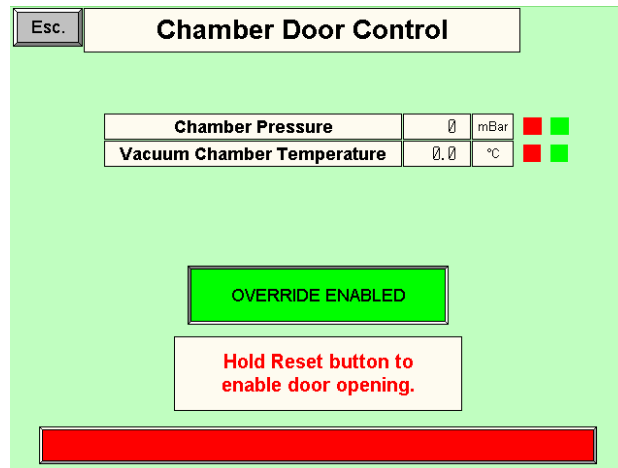 Esc.
Chamber Door Control
Chamber Pressure 0 mBar
Vacuum Chamber Temperature 0.0 °C
OVERRIDE ENABLED
Hold Reset button to
enable door opening.